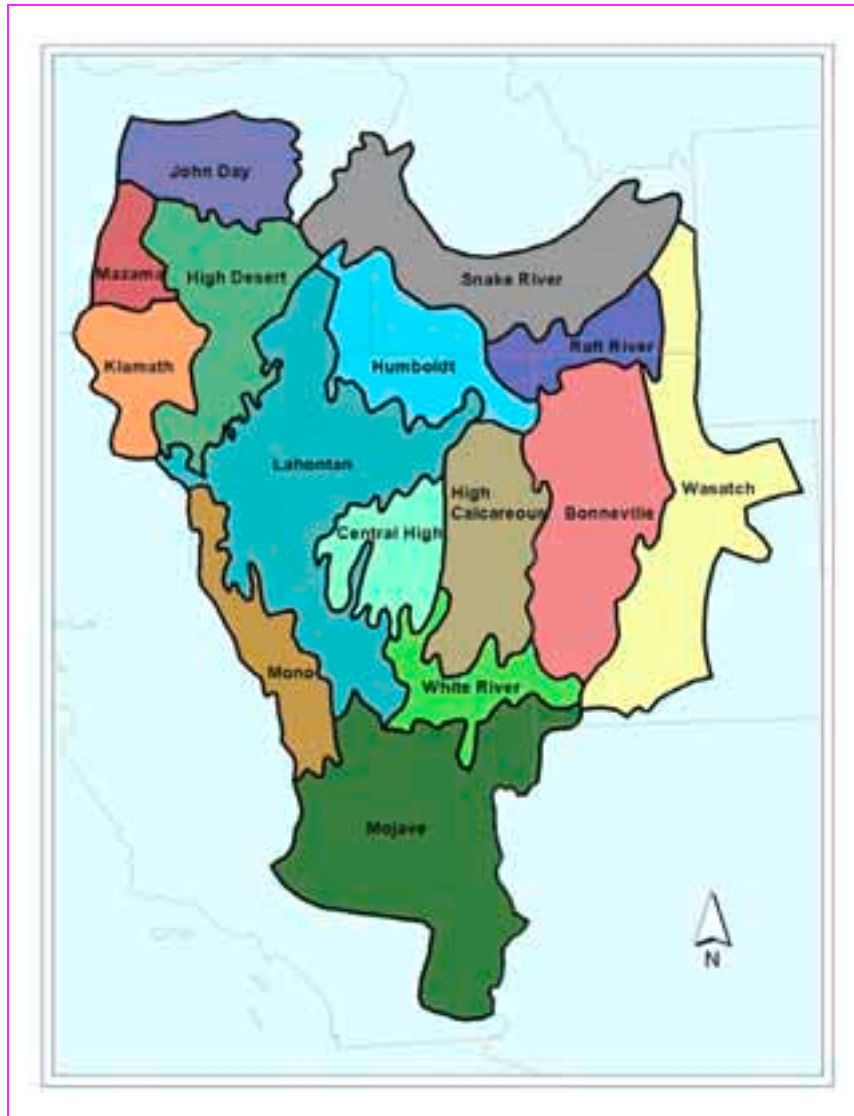 John Day
Mazama
High Desert
Snake River
Klamath
Humboldt
Raft River
Lahontan
High
Calcareous
Central High
Bonneville
Wasatch
Mono
White River
Mojave
N